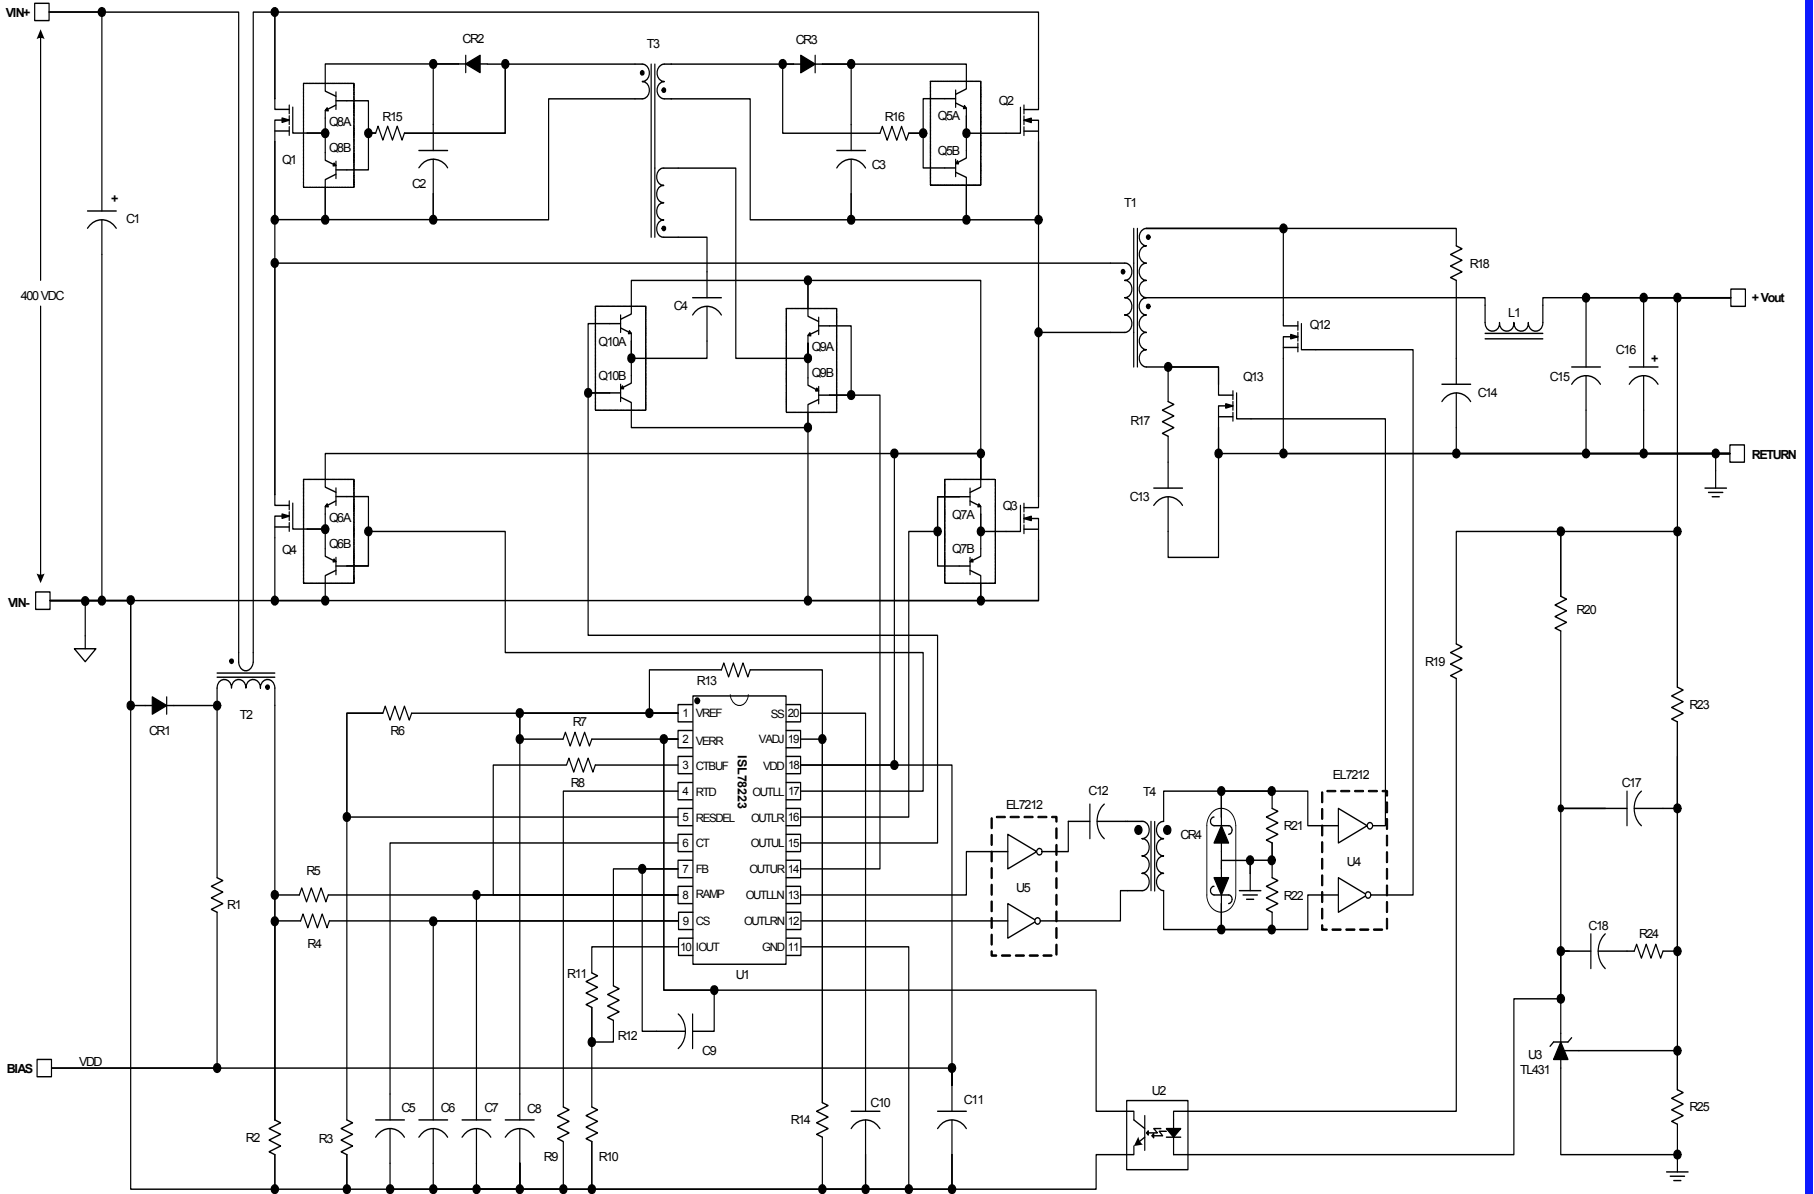 VIN+
CR2
T3
CR3
Q8A
Q8B
R15
Q1
C2
R16
C3
Q5A
Q5B
Q2
+
C1
T1
400 VDC
C4
Q10A
Q10B
Q9A
Q9B
R18
Q12
L1
+ Vout
C16
+
C15
Q13
R17
C14
RETURN
C13
Q6A
Q6B
Q4
Q7A
Q7B
Q3
VIN-
R20
R19
R13
T2
CR1
R6
R7
R8
R23
1 VREF
2 VERR
3 CTBUF
4 RTD
5 RESDEL
6 CT
7 FB
8 RAMP
9 CS
10 IOUT
ISL78223
SS 20
VADJ 19
VDD 18
OUTLL 17
OUTLR 16
OUTUL 15
OUTUR 14
OUTLLN 13
OUTLRN 12
GND 11
U1
EL7212
U5
C12
T4
CR4
R21
R22
EL7212
U4
C17
R5
R4
R1
C18
R24
R11
R12
C9
U3
TL431
BIAS
VDD
U2
R2
R3
C5
C6
C7
C8
R9
R10
R14
C10
C11
R25